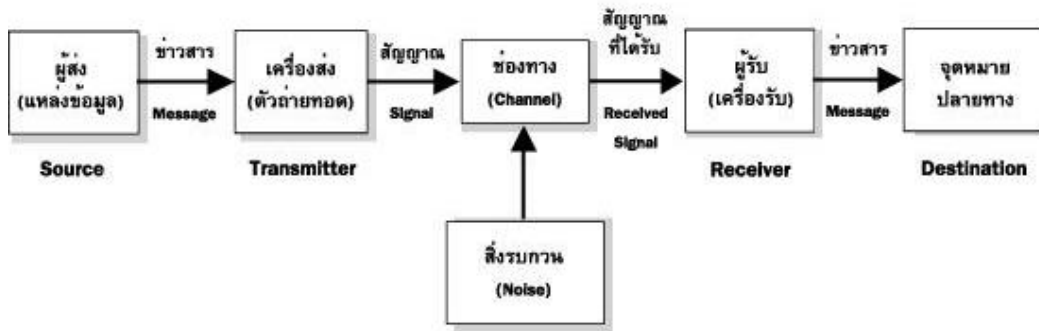 ผู้ส่ง
(แหล่งข้อมูล)
Source
ข่าวสาร
Message
เครื่องส่ง
(ตัวถ่ายทอด)
Transmitter
สัญญาณ
Signal
ช่องทาง
(Channel)
สัญญาณ
ที่ได้รับ
Received
Signal
ผู้รับ
(เครื่องรับ)
Receiver
ข่าวสาร
Message
จุดหมาย
ปลายทาง
Destination
สิ่งรบกวน
(Noise)